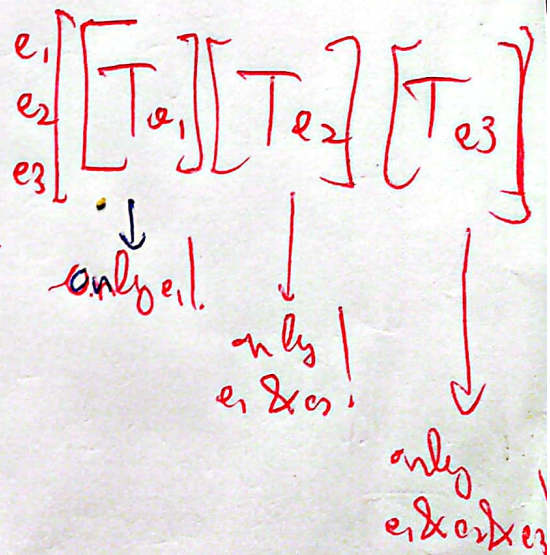 e1 [[Te1] [Te2] [Te3]]
e2
e3
only e1!
only
e1 & e2!
only
e1 & e2 & e3!